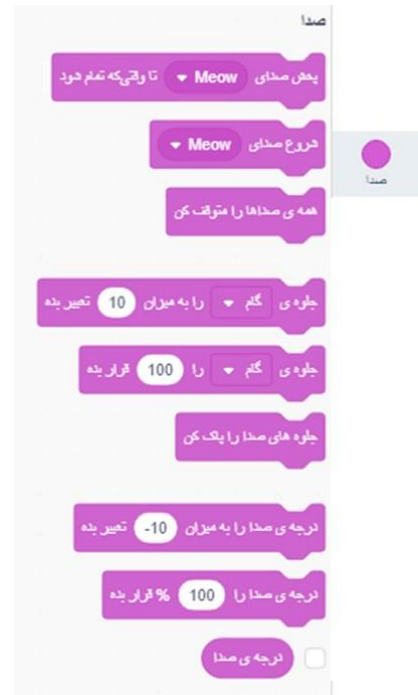 صدا
پخش صدای Meow تا وقتی‌که تمام شود
شروع صدای Meow
صدا
همه ی صداها را متوقف کن
جلوه ی گام را به میزان 10 تغییر بده
جلوه ی گام را 100 قرار بده
جلوه های صدا را پاک کن
درجه ی صدا را به میزان -10 تغییر بده
درجه ی صدا را 100 % قرار بده
درجه ی صدا